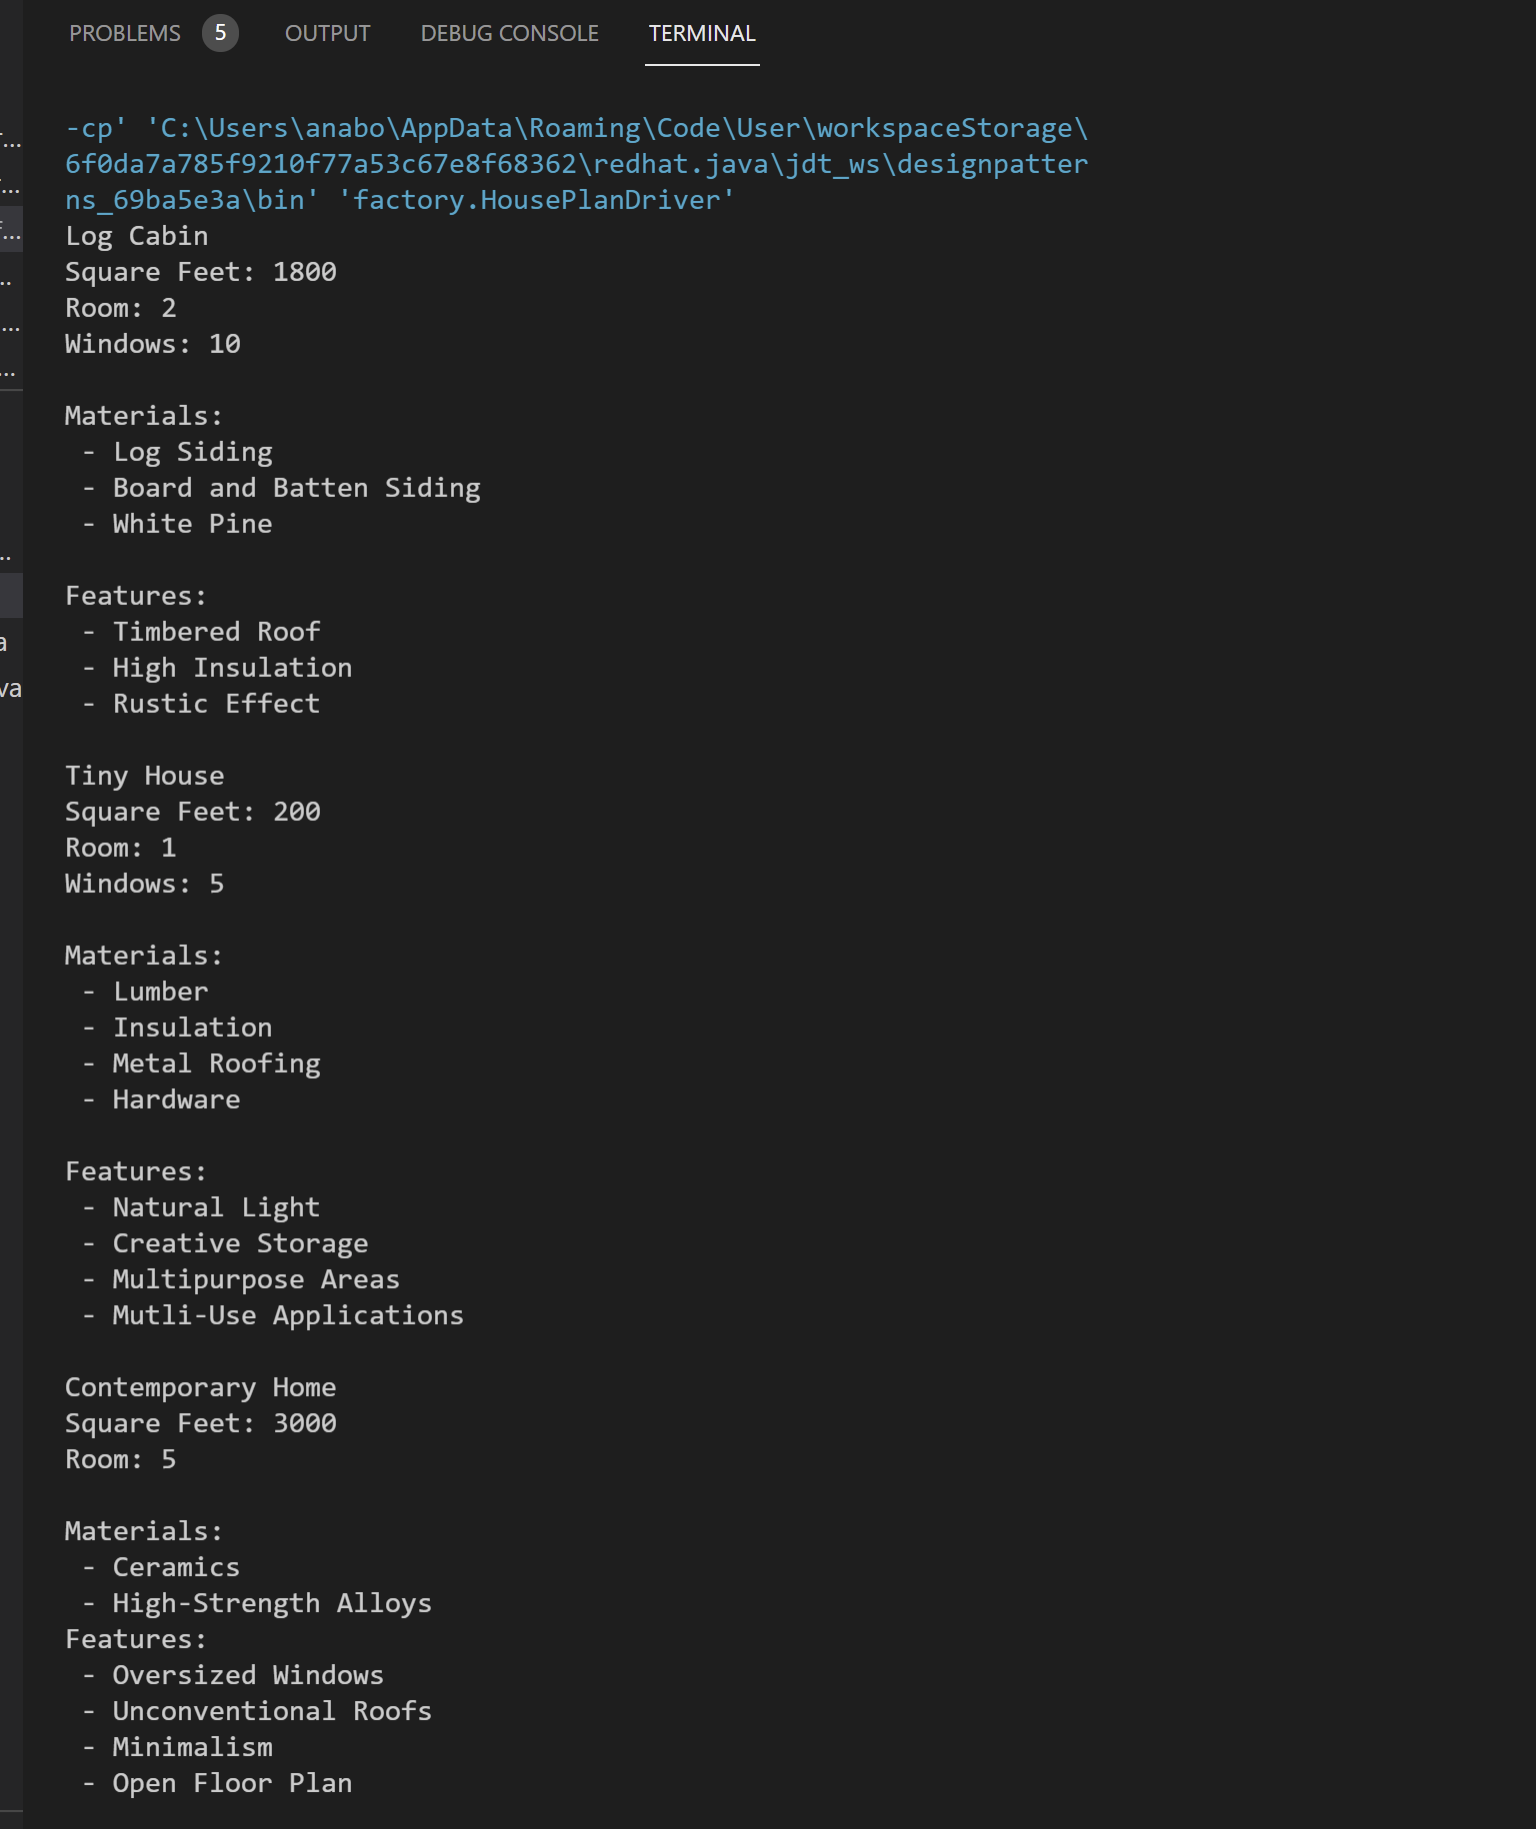 PROBLEMS 5 OUTPUT DEBUG CONSOLE TERMINAL
-cp' 'C:\Users\anabo\AppData\Roaming\Code\User\workspaceStorage\
6f0da7a785f9210f77a53c67e8f68362\redhat.java\jdt_ws\designpatter
ns_69ba5e3a\bin' 'factory.HousePlanDriver'
Log Cabin
Square Feet: 1800
Room: 2
Windows: 10
Materials:
- Log Siding
- Board and Batten Siding
- White Pine
Features:
- Timbered Roof
- High Insulation
- Rustic Effect
Tiny House
Square Feet: 200
Room: 1
Windows: 5
Materials:
- Lumber
- Insulation
- Metal Roofing
- Hardware
Features:
- Natural Light
- Creative Storage
- Multipurpose Areas
- Mutli-Use Applications
Contemporary Home
Square Feet: 3000
Room: 5
Materials:
- Ceramics
- High-Strength Alloys
Features:
- Oversized Windows
- Unconventional Roofs
- Minimalism
- Open Floor Plan